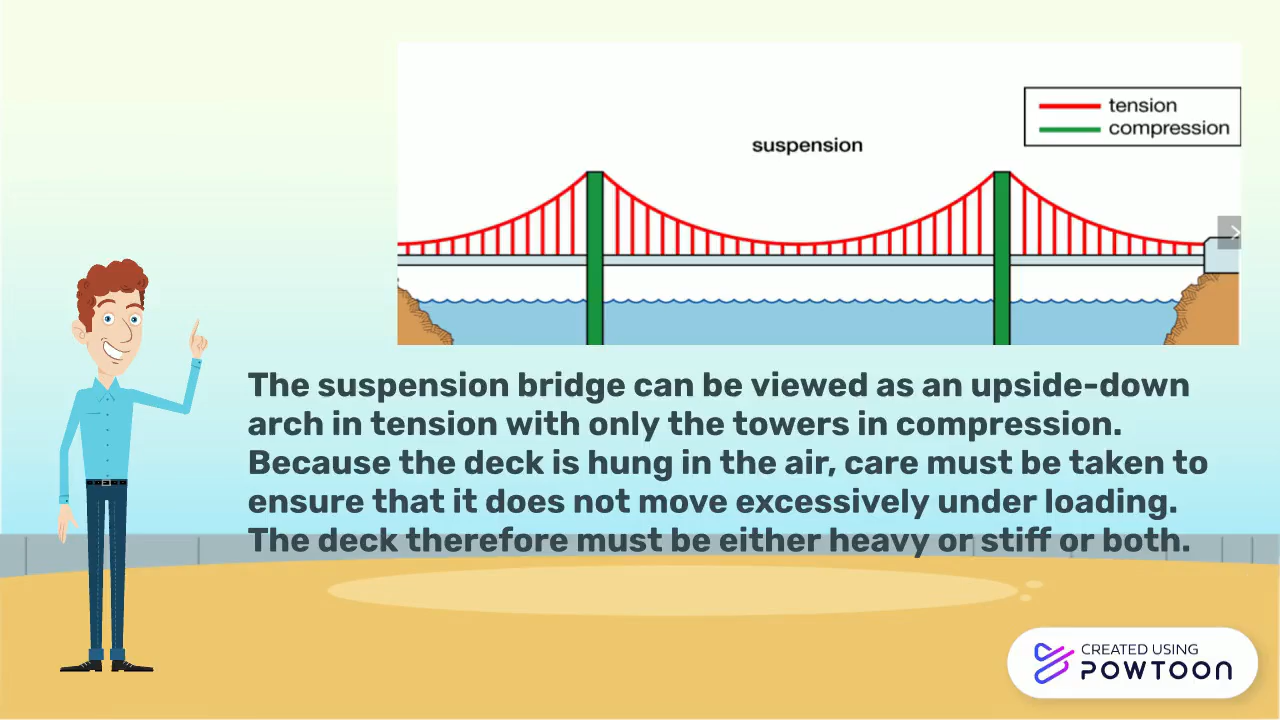 tension
compression
suspension
The suspension bridge can be viewed as an upside-down
arch in tension with only the towers in compression.
Because the deck is hung in the air, care must be taken to
ensure that it does not move excessively under loading.
The deck therefore must be either heavy or stiff or both.
CREATED USING
POWTOON